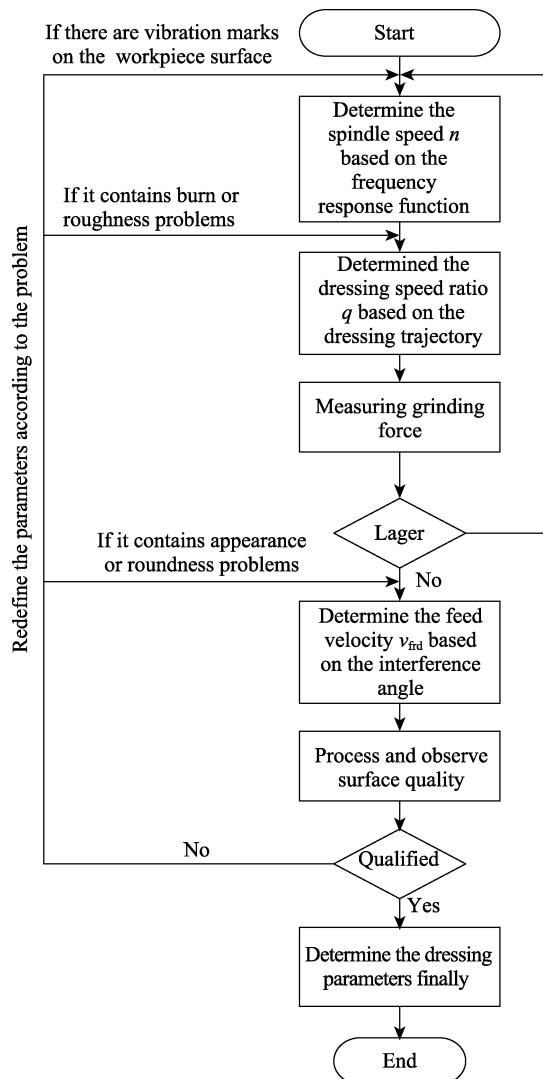 If there are vibration marks
on the workpiece surface
Start
Determine the
spindle speed n
based on the
frequency
response function
If it contains burn or
roughness problems
Determined the
dressing speed ratio
q based on the
dressing trajectory
Measuring grinding
force
Lager
If it contains appearance
or roundness problems
No
Determine the feed
velocity vfrd based
on the interference
angle
Process and observe
surface quality
Qualified
No
Yes
Determine the dressing
parameters finally
End
Redefine the parameters according to the problem